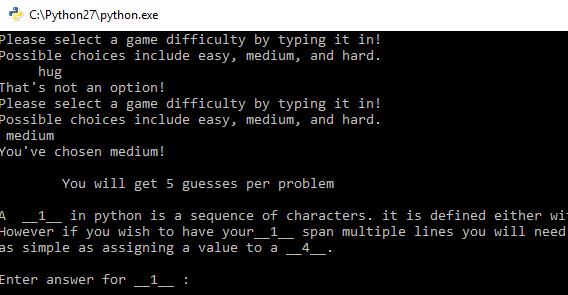 C:\Python27\python.exe
Please select a game difficulty by typing it in!
Possible choices include easy, medium, and hard.
hug
That's not an option!
Please select a game difficulty by typing it in!
Possible choices include easy, medium, and hard.
medium
You've chosen medium!
You will get 5 guesses per problem
A __1__ in python is a sequence of characters. it is defined either wi
However if you wish to have your__1__ span multiple lines you will need
as simple as assigning a value to a __4__.
Enter answer for __1__ :